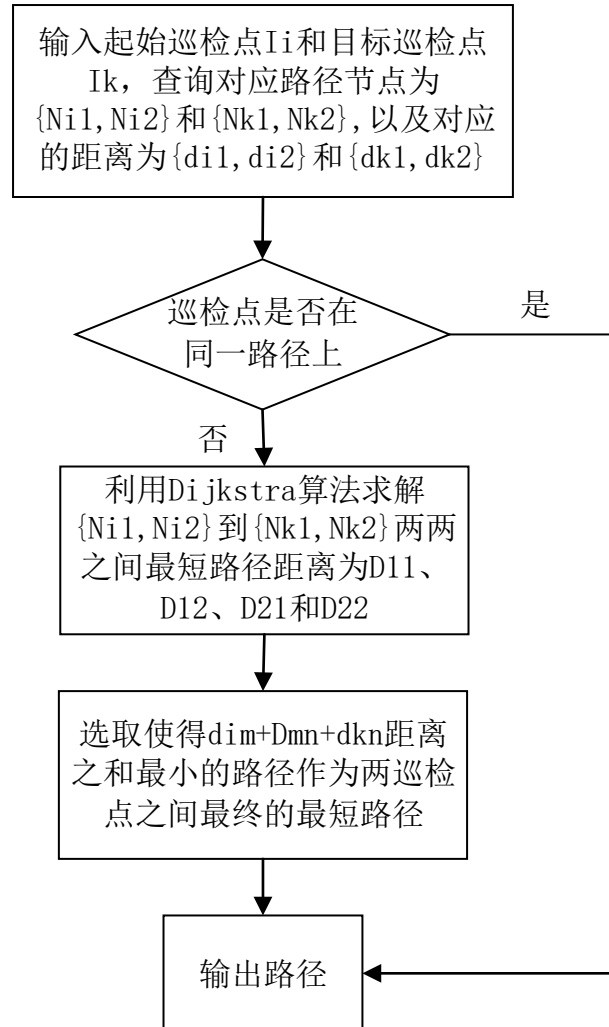 输入起始巡检点Ii和目标巡检点
Ik，查询对应路径节点为
{Ni1,Ni2}和{Nk1,Nk2},以及对应
的距离为{di1,di2}和{dk1,dk2}
巡检点是否在
同一路径上
是
否
利用Dijkstra算法求解
{Ni1,Ni2}到{Nk1,Nk2}两两
之间最短路径距离为D11、
D12、D21和D22
选取使得dim+Dmn+dkn距离
之和最小的路径作为两巡检
点之间最终的最短路径
输出路径